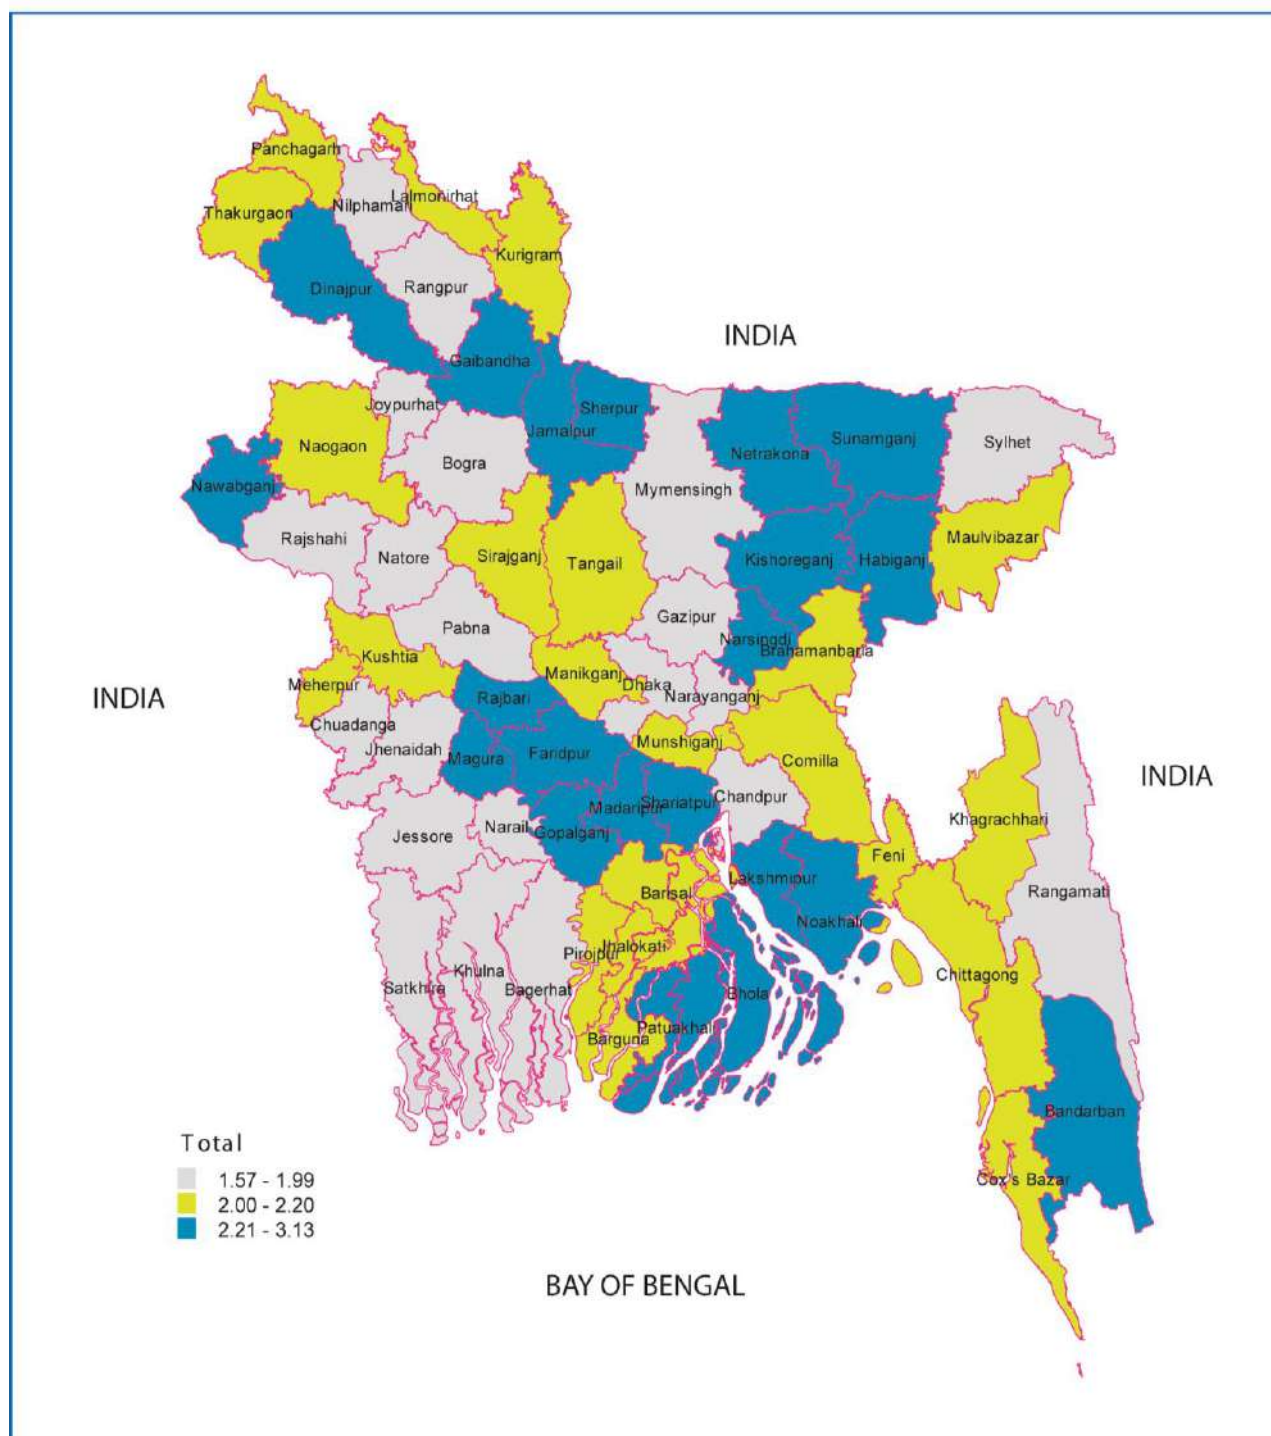 Panchagarh
Lalmonirhat
Thakurgaon
Nilphamari
Kurigram
Dinajpur
Rangpur
INDIA
Gaibandha
Joypurhat
Sherpur
Jamalpur
Sunamganj
Sylhet
Naogaon
Bogra
Netrakona
Nawabganj
Mymensingh
Rajshahi
Natore
Sirajganj
Tangail
Kishoreganj
Habiganj
Maulvibazar
Pabna
Gazipur
Narsingdi
Brahamanbaria
Kushtia
Meherpur
Manikganj
Dhaka
Narayanganj
INDIA
Rajbari
Chuadanga
Jhenaidah
Magura
Faridpur
Munshiganj
Comilla
INDIA
Madaripur
Shariatpur
Chandpur
Khagrachhari
Jessore
Narail
Gopalganj
Feni
Barisal
Lakshmipur
Rangamati
Noakhali
Pirojpur
Jhalokati
Satkhira
Khulna
Bagerhat
Bhola
Chittagong
Barguna
Patuakhali
Bandarban
Cox's Bazar
Total
1.57 - 1.99
2.00 - 2.20
2.21 - 3.13
BAY OF BENGAL